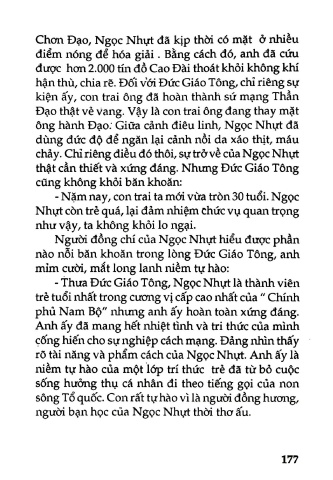 Chơn Đạo, Ngọc Nhựt đã kịp thời có mặt ở nhiều
điểm nóng để hóa giải . Bằng cách đó, anh đã cứu
được hơn 2.000 tín đồ Cao Đài thoát khỏi không khí
hận thù, chia rẽ. Đối với Đức Giáo Tông, chỉ riêng sự
kiện ấy, con trai ông đã hoàn thành sứ mạng Thần
Đạo thật vẻ vang. Vậy là con trai ông đang thay mặt
ông hành Đạo. Giữa cảnh điêu linh, Ngọc Nhựt đã
dùng đức độ để ngăn lại cảnh nồi da xáo thịt, máu
chảy. Chỉ riêng điều đó thôi, sự trở về của Ngọc Nhựt
thật cần thiết và xứng đáng. Nhưng Đức Giáo Tông
cũng không khỏi băn khoăn:
- Năm nay, con trai ta mới vừa tròn 30 tuổi. Ngọc
Nhựt còn trẻ quá, lại đảm nhiệm chức vụ quan trọng
như vậy, ta không khỏi lo ngại.
Người đồng chí của Ngọc Nhựt hiểu được phần
nào nỗi băn khoăn trong lòng Đức Giáo Tông, anh
mỉm cười, mắt long lanh niềm tự hào:
- Thưa Đức Giáo Tông, Ngọc Nhựt là thành viên
trẻ tuổi nhất trong cương vị cấp cao nhất của " Chính
phủ Nam Bộ" nhưng anh ấy hoàn toàn xứng đáng.
Anh ấy đã mang hết nhiệt tình và tri thức của mình
cống hiến cho sự nghiệp cách mạng. Đảng nhìn thấy
rõ tài năng và phẩm cách của Ngọc Nhựt. Anh ấy là
niềm tự hào của một lớp trí thức trẻ đã từ bỏ cuộc
sống hưởng thụ cá nhân đi theo tiếng gọi của non
sông Tổ quốc. Con rất tự hào vì là người đồng hương,
người bạn học của Ngọc Nhựt thời thơ ấu.
177